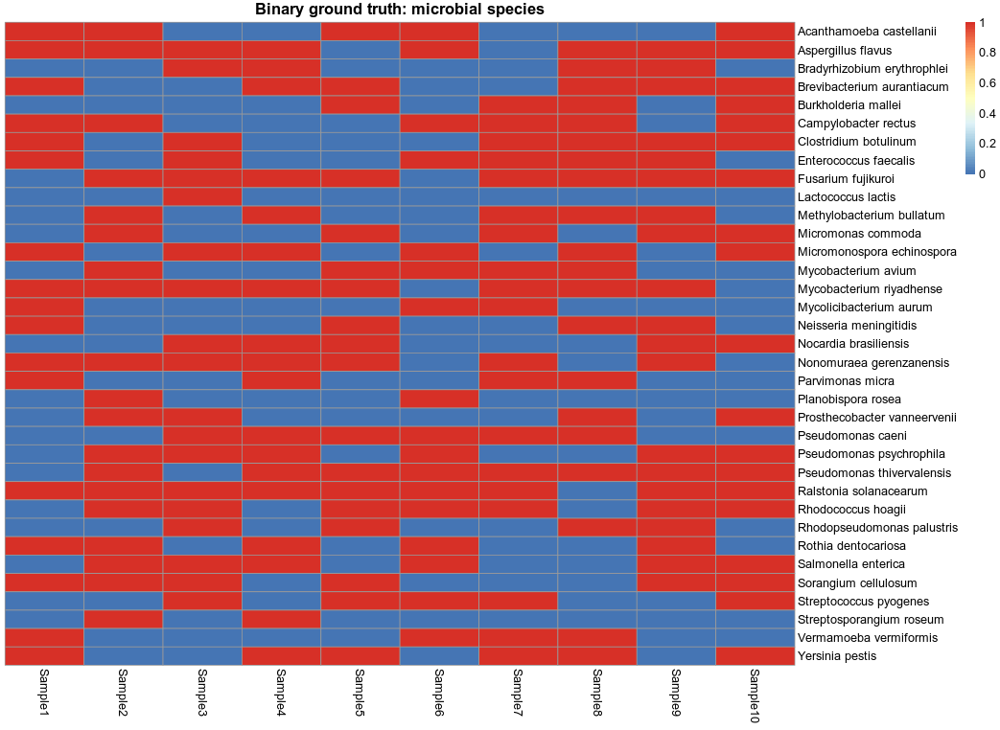 Binary ground truth: microbial species
Acanthamoeba castellanii
Aspergillus flavus
Bradyrhizobium erythrophlei
Brevibacterium aurantiacum
Burkholderia mallei
Campylobacter rectus
Clostridium botulinum
Enterococcus faecalis
Fusarium fujikuroi
Lactococcus lactis
Methylobacterium bullatum
Micromonas commoda
Micromonospora echinospora
Mycobacterium avium
Mycobacterium riyadhense
Mycolicibacterium aurum
Neisseria meningitidis
Nocardia brasiliensis
Nonomuraea gerenzanensis
Parvimonas micra
Planobispora rosea
Prosthecobacter vanneervenii
Pseudomonas caeni
Pseudomonas psychrophila
Pseudomonas thivervalensis
Ralstonia solanacearum
Rhodococcus hoagii
Rhodopseudomonas palustris
Rothia dentocariosa
Salmonella enterica
Sorangium cellulosum
Streptococcus pyogenes
Streptosporangium roseum
Vermamoeba vermiformis
Yersinia pestis
1
0.8
0.6
0.4
0.2
0
Sample1
Sample2
Sample3
Sample4
Sample5
Sample6
Sample7
Sample8
Sample9
Sample10